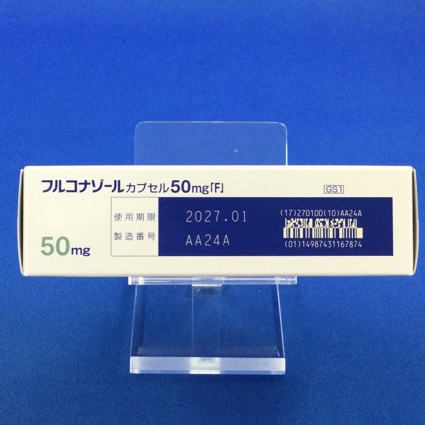 フルコナゾールカプセル50mg「F」
GS1
使用期限 2027.01
製造番号 AA24A
(17)270100(10)AA24A
(01)14987431167874
50mg